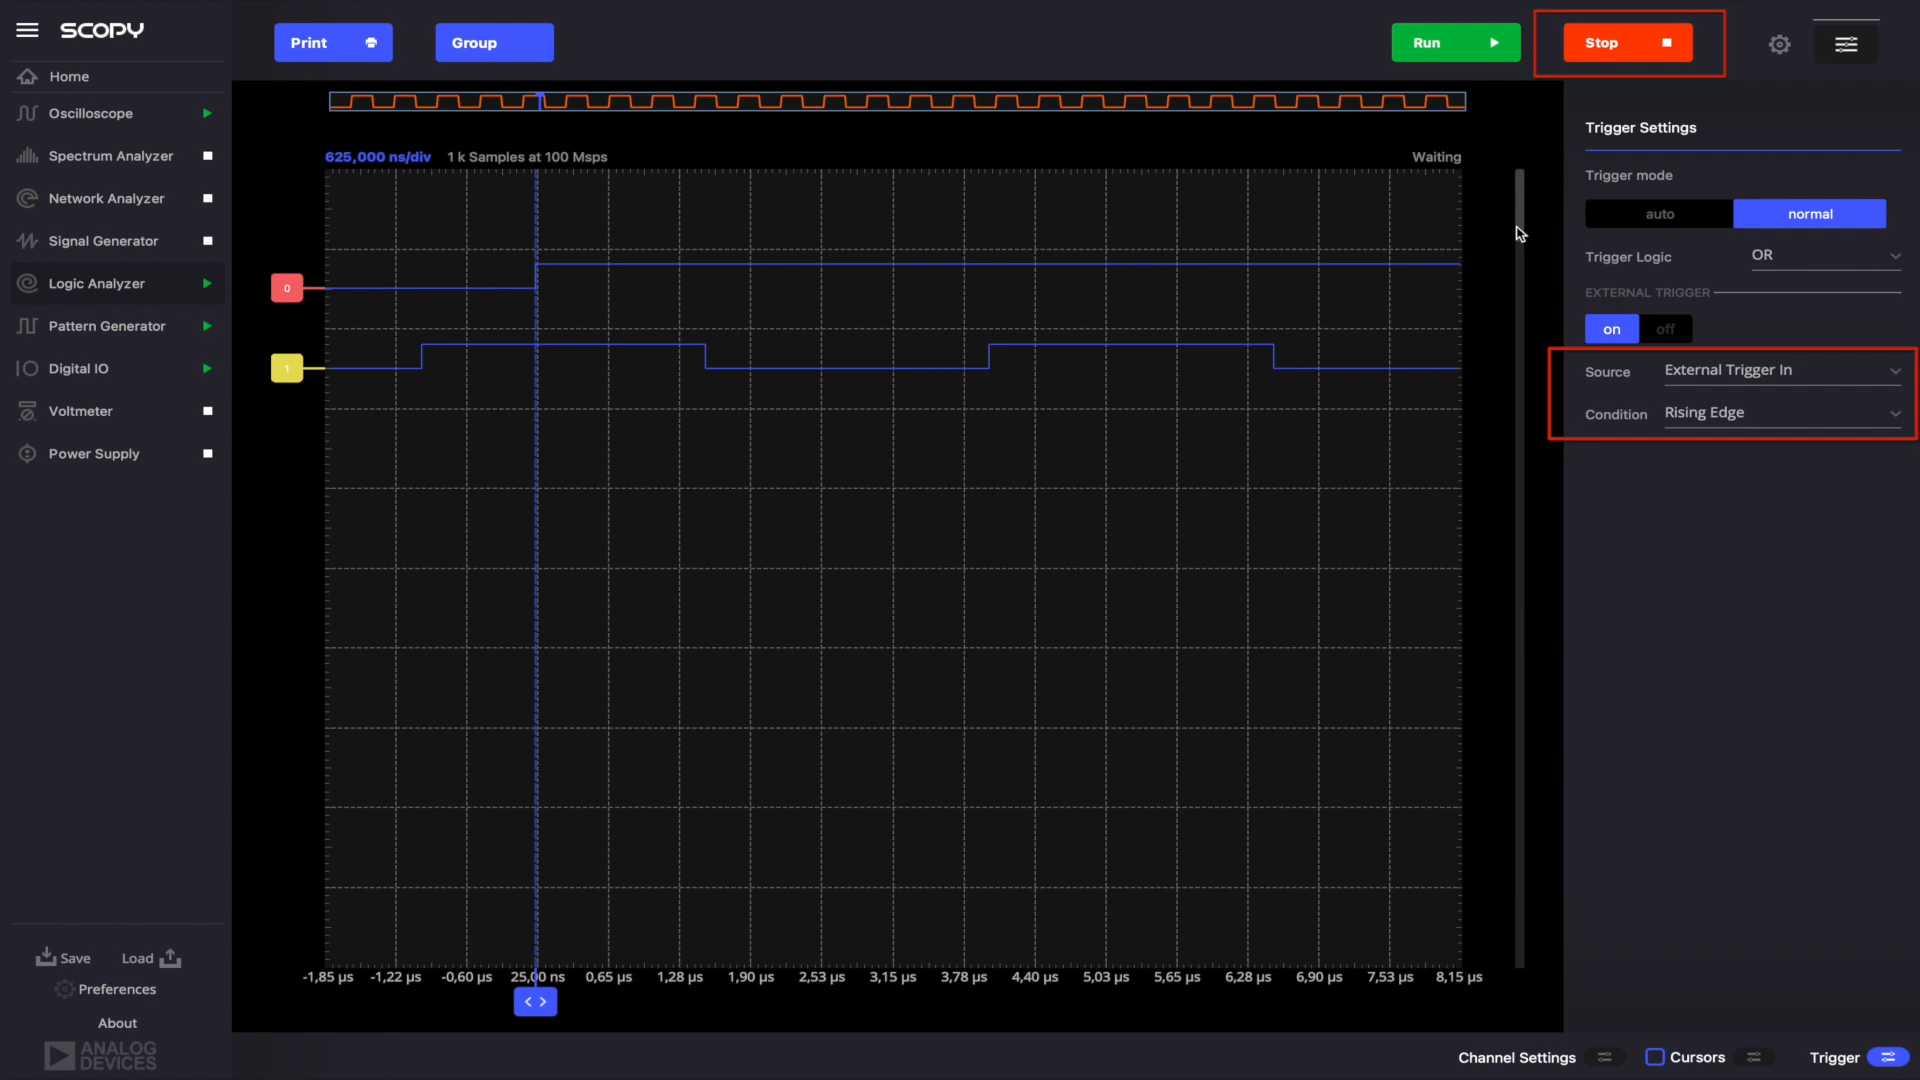 SCOPY
Print
Group
Run
Stop
Home
Oscilloscope
Spectrum Analyzer
Network Analyzer
Signal Generator
Logic Analyzer
Pattern Generator
Digital IO
Voltmeter
Power Supply
Save
Load
Preferences
About
ANALOG
DEVICES
625,000 ns/div 1 k Samples at 100 Msps Waiting
0
1
-1,85 µs -1,22 µs -0,60 µs 25,00 ns 0,65 µs 1,28 µs 1,90 µs 2,53 µs 3,15 µs 3,78 µs 4,40 µs 5,03 µs 5,65 µs 6,28 µs 6,90 µs 7,53 µs 8,15 µs
Trigger Settings
Trigger mode
auto normal
Trigger Logic OR
EXTERNAL TRIGGER
on off
Source External Trigger In
Condition Rising Edge
Channel Settings Cursors Trigger